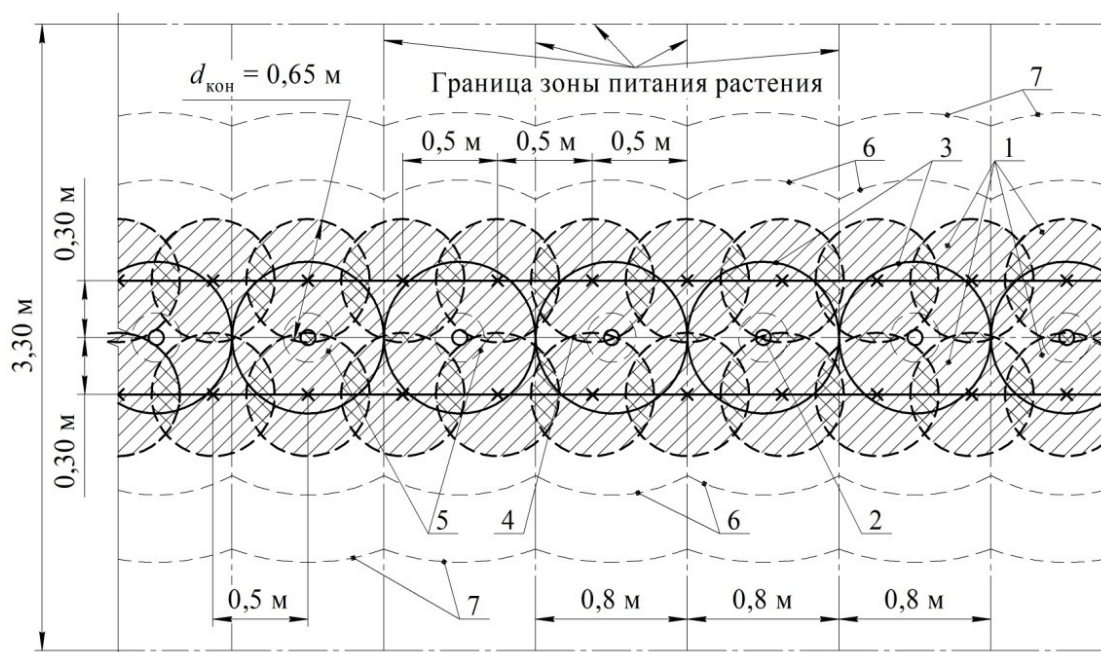 d кон = 0,65 м
Граница зоны питания растения
7
0,5 м
0,5 м
0,5 м
6
3
1
0,30 м
3,30 м
0,30 м
5
4
6
2
0,5 м
7
0,8 м
0,8 м
0,8 м